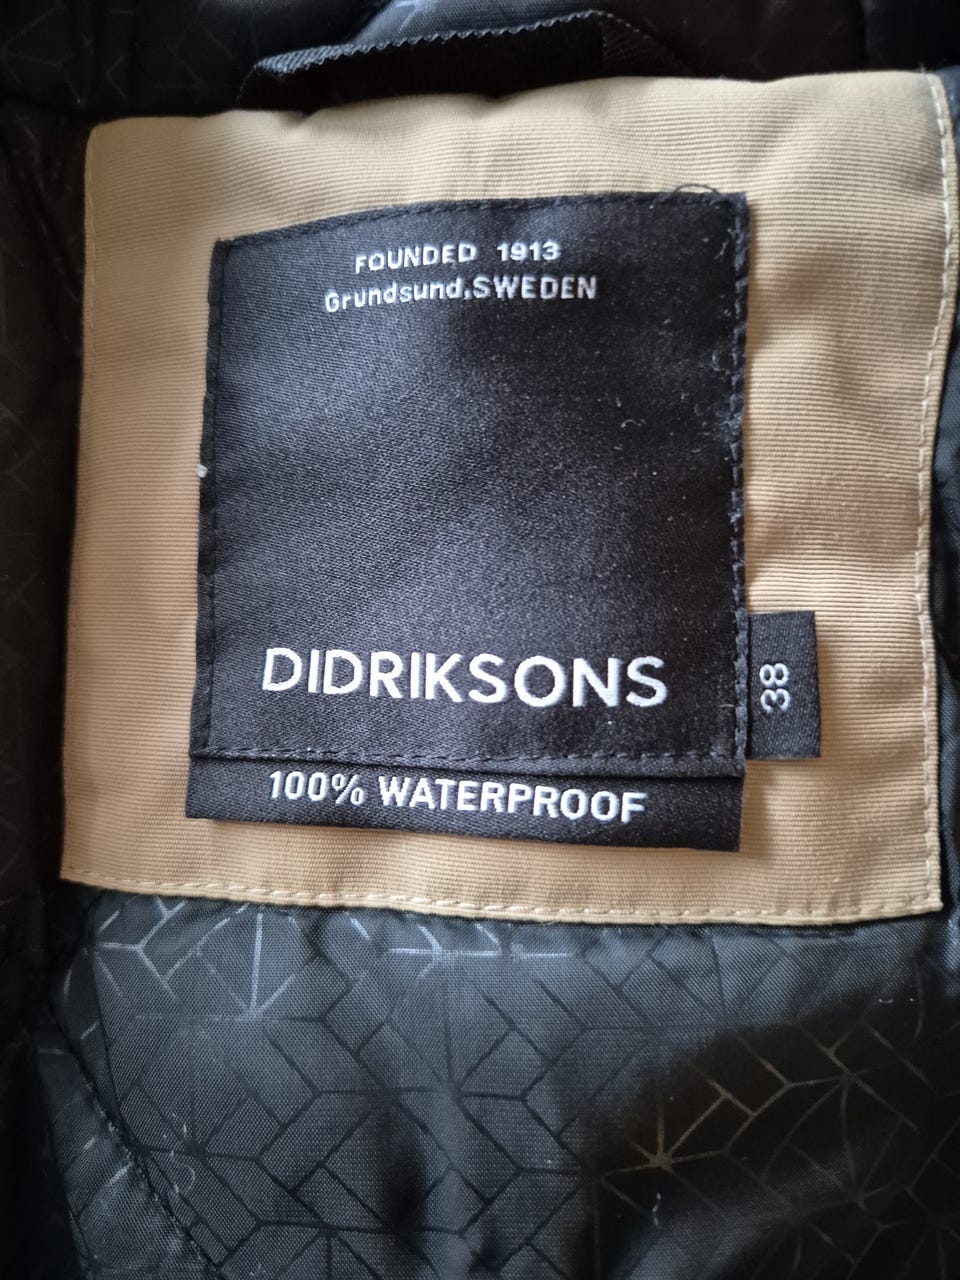 FOUNDED 1913
Grundsund,SWEDEN
DIDRIKSONS
38
100% WATERPROOF